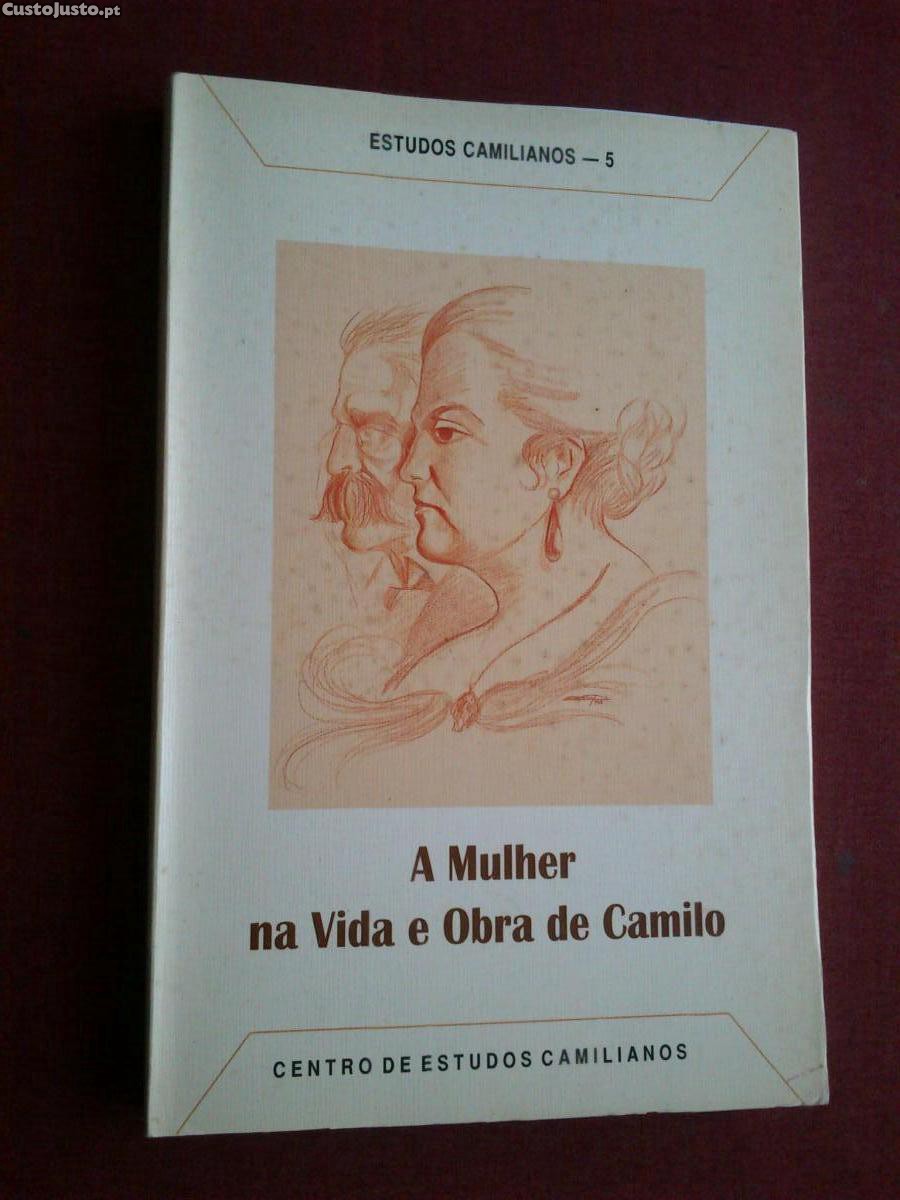 CustoJusto.pt
ESTUDOS CAMILIANOS — 5
A Mulher
na Vida e Obra de Camilo
CENTRO DE ESTUDOS CAMILIANOS